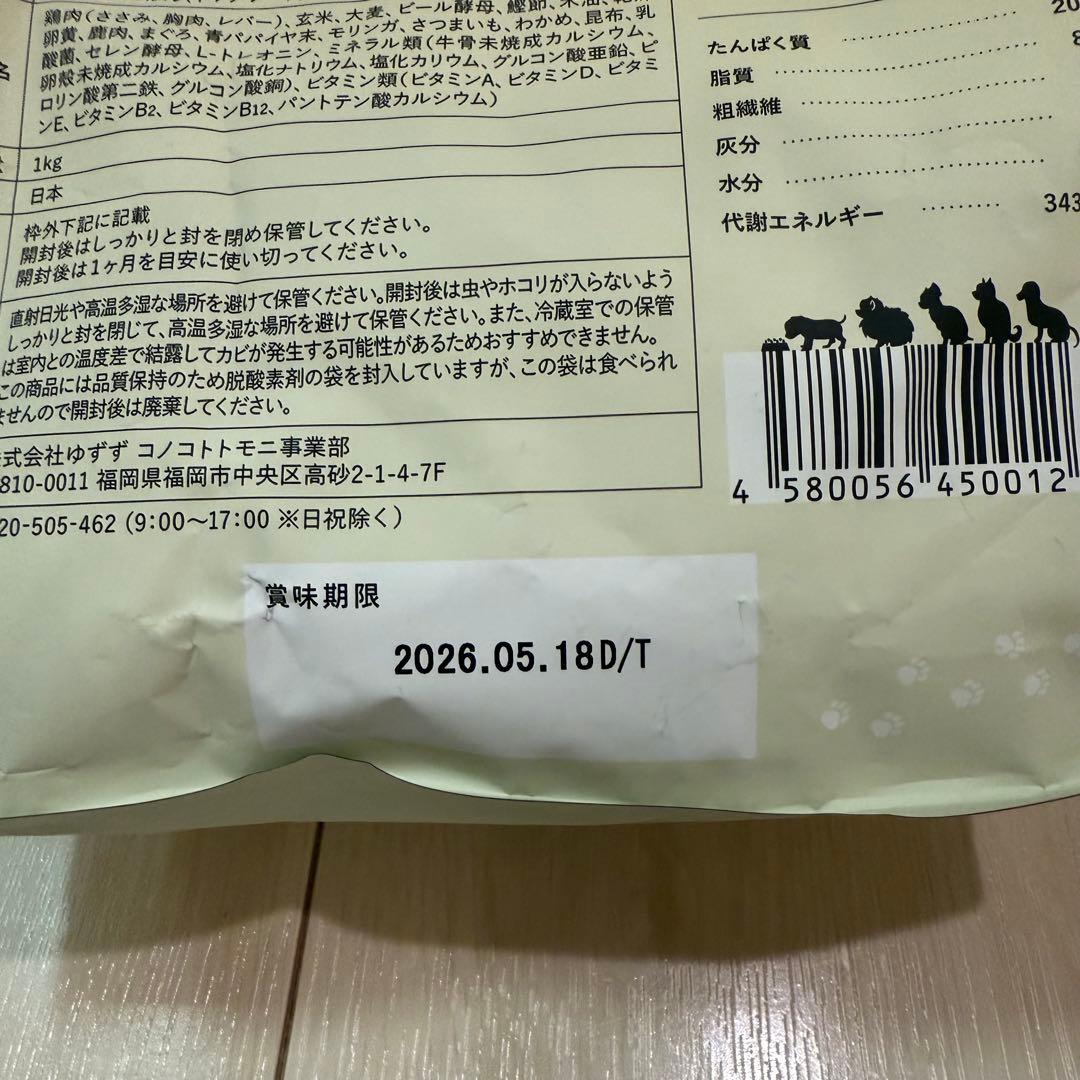 鶏肉(ささみ、胸肉、レバー)、玄米、大麦、ビール酵母、鰹節、米油、乾燥
卵黄、鹿肉、まぐろ、青パパイヤ末、モリンガ、さつまいも、わかめ、昆布、乳
酸菌、セレン酵母、L-トレオニン、ミネラル類(牛骨未焼成カルシウム、
卵殻未焼成カルシウム、塩化ナトリウム、塩化カリウム、グルコン酸亜鉛、ピ
ロリン酸第二鉄、グルコン酸銅)、ビタミン類(ビタミンA、ビタミンD、ビタミ
ンE、ビタミンB2、ビタミンB12、パントテン酸カルシウム)
名
1kg
日本
枠外下記に記載
開封後はしっかりと封を閉め保管してください。
開封後は1ヶ月を目安に使い切ってください。
直射日光や高温多湿な場所を避けて保管ください。開封後は虫やホコリが入らないよう
しっかりと封を閉じて、高温多湿な場所を避けて保管ください。また、冷蔵室での保管
は室内との温度差で結露してカビが発生する可能性があるためおすすめできません。
この商品には品質保持のため脱酸素剤の袋を封入していますが、この袋は食べられ
ませんので開封後は廃棄してください。
式会社ゆずず コノコトトモニ事業部
810-0011 福岡県福岡市中央区高砂2-1-4-7F
20-505-462 (9:00〜17:00 ※日祝除く)
たんぱく質 20
脂質 8
粗繊維
灰分
水分
代謝エネルギー 343
4 580056 450012
賞味期限
2026.05.18D/T